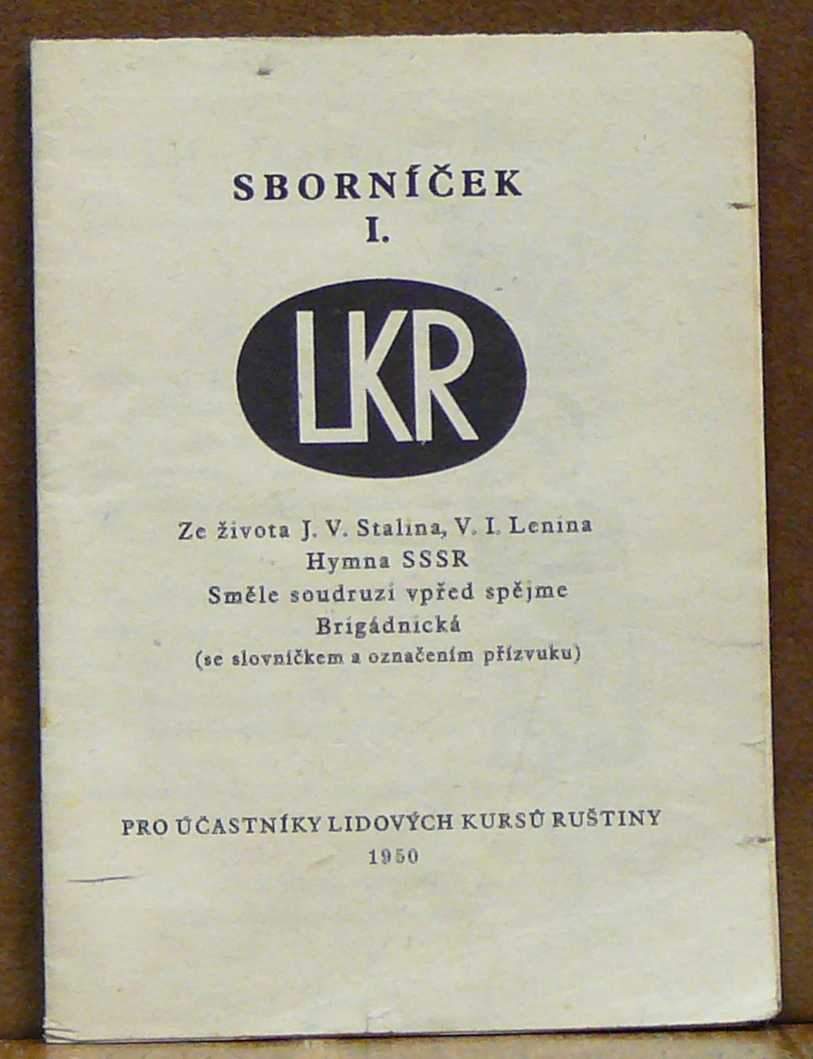 SBORNÍČEK
I.
LKR
Ze života J. V. Stalina, V. I. Lenina
Hymna SSSR
Směle soudruzi vpřed spějme
Brigádnická
(se slovníčkem a označením přízvuku)
PRO ÚČASTNÍKY LIDOVÝCH KURSŮ RUŠTINY
1950